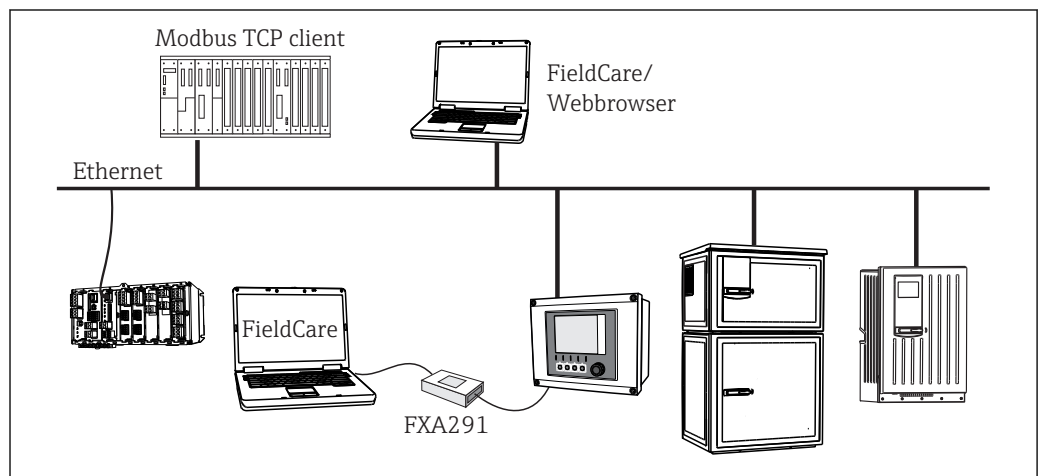 Modbus TCP client
FieldCare/
Webbrowser
Ethernet
FieldCare
FXA291